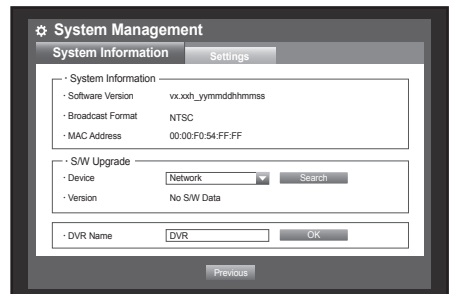 System Management
System Information Settings
· System Information
· Software Version vx.xxh_yymmddhhmmss
· Broadcast Format NTSC
· MAC Address 00:00:F0:54:FF:FF
· S/W Upgrade
· Device Network Search
· Version No S/W Data
· DVR Name DVR OK
Previous